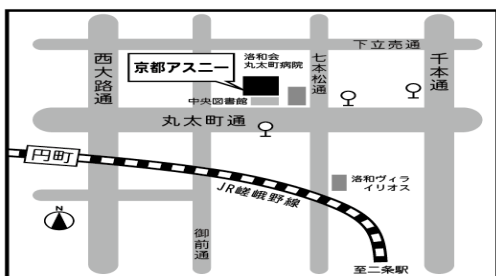 下立売通
千本通
七本松通
洛和会
丸太町病院
京都アスニー
西大路通
中央図書館
丸太町通
円町
JR嵯峨野線
洛和ヴィラ
イリオス
N
御前通
至二条駅